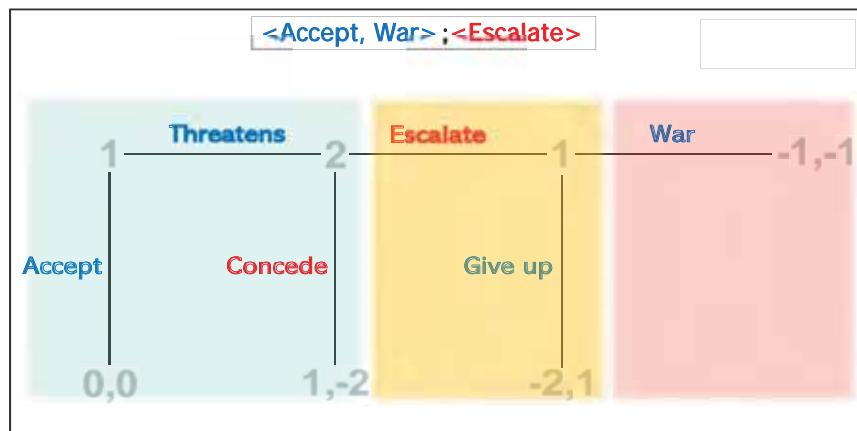 <Accept, War> ; <Escalate>
Threatens Escalate War
1 2 1 -1,-1
Accept Concede Give up
0,0 1,-2 -2,1